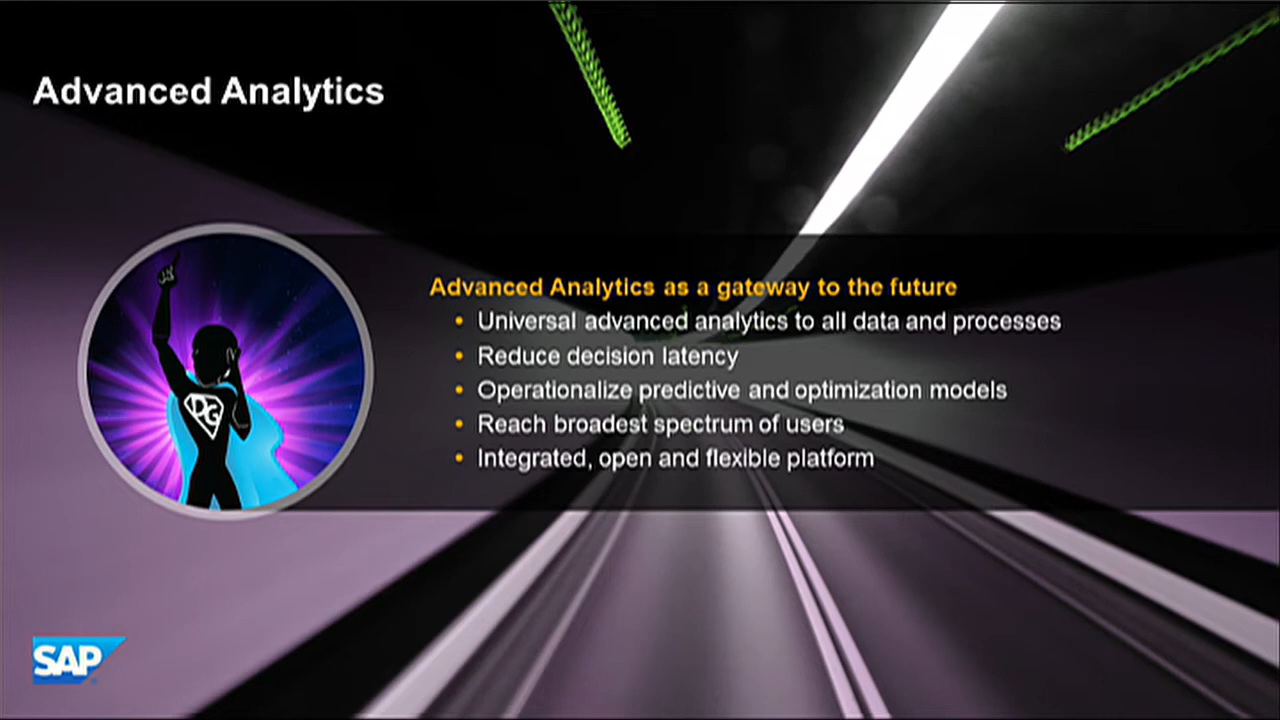 Advanced Analytics
Advanced Analytics as a gateway to the future
• Universal advanced analytics to all data and processes
• Reduce decision latency
• Operationalize predictive and optimization models
• Reach broadest spectrum of users
• Integrated, open and flexible platform
DG
SAP